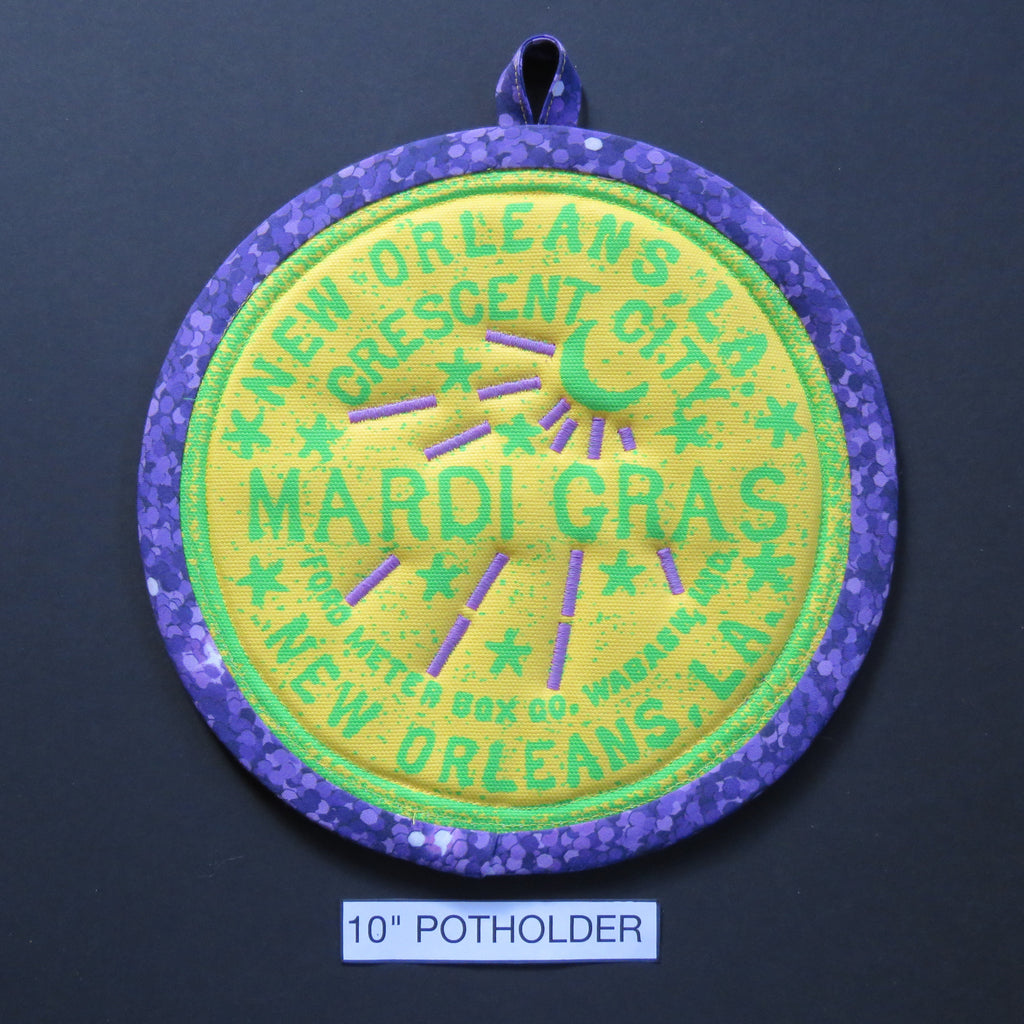 NEW ORLEANS, LA.
CRESCENT CITY
MARDI GRAS
FORD METER BOX CO. WABASH, IND.
NEW ORLEANS, LA.
10" POTHOLDER